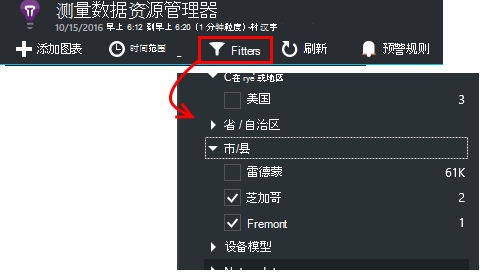 测量数据资源管理器
10/15/2016 早上 6:12 到早上 6:20 (1 分钟粒度)-村 汉字
添加图表 时间范围 Fitters 刷新 预警规则
C在 rye' 或地区
美国 3
省 / 自治区
市/县
雷德蒙 61K
芝加哥 2
Fremont 1
设备模型